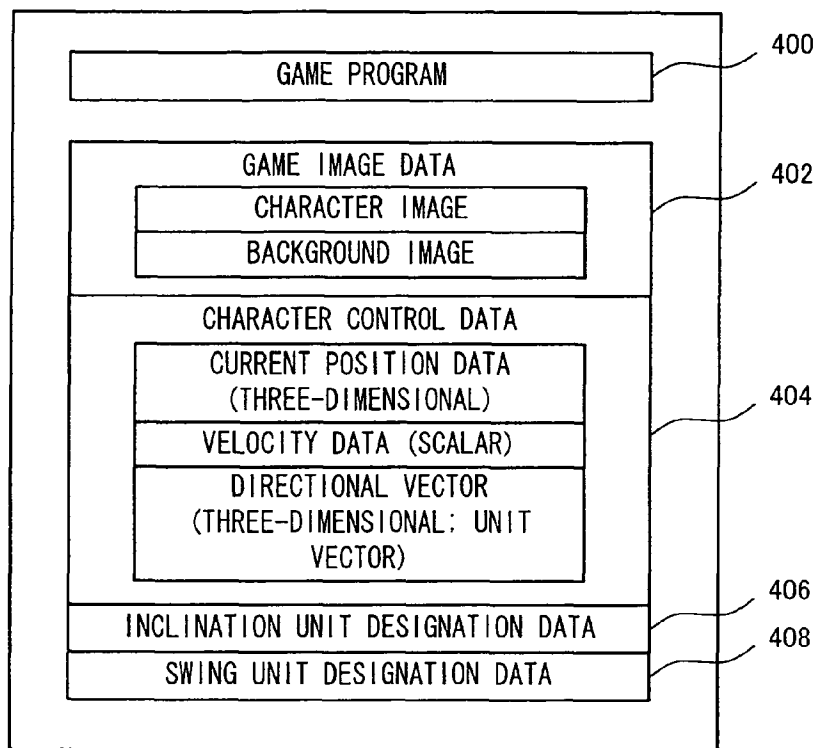 GAME PROGRAM
400
GAME IMAGE DATA
402
CHARACTER IMAGE
BACKGROUND IMAGE
CHARACTER CONTROL DATA
CURRENT POSITION DATA
(THREE-DIMENSIONAL)
404
VELOCITY DATA (SCALAR)
DIRECTIONAL VECTOR
(THREE-DIMENSIONAL; UNIT
VECTOR)
406
INCLINATION UNIT DESIGNATION DATA
408
SWING UNIT DESIGNATION DATA